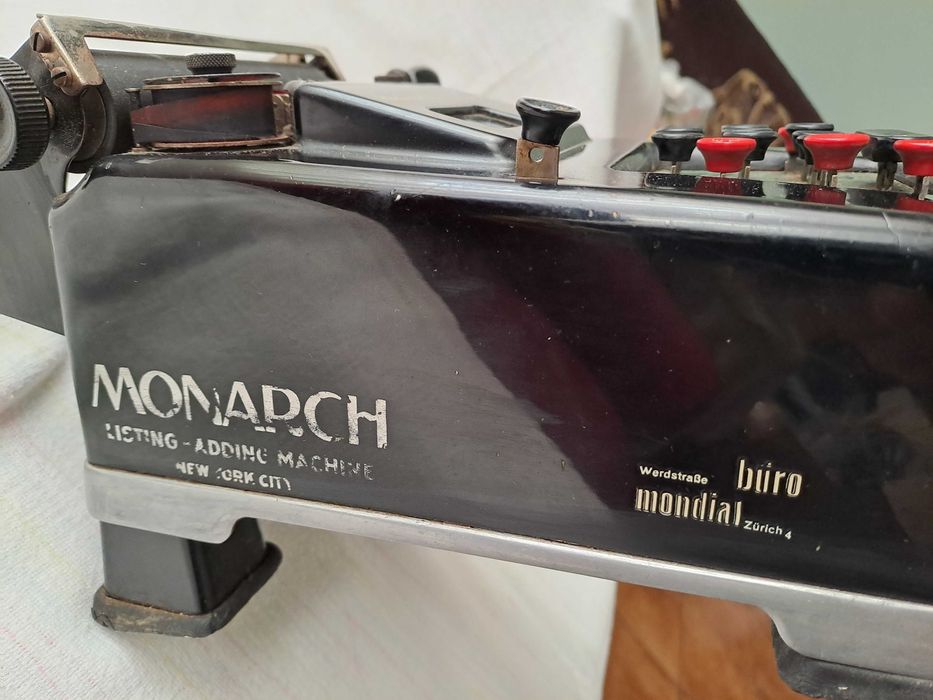 MONARCH
LISTING-ADDING MACHINE
NEW YORK CITY
Werdstraße büro
mondial Zürich 4